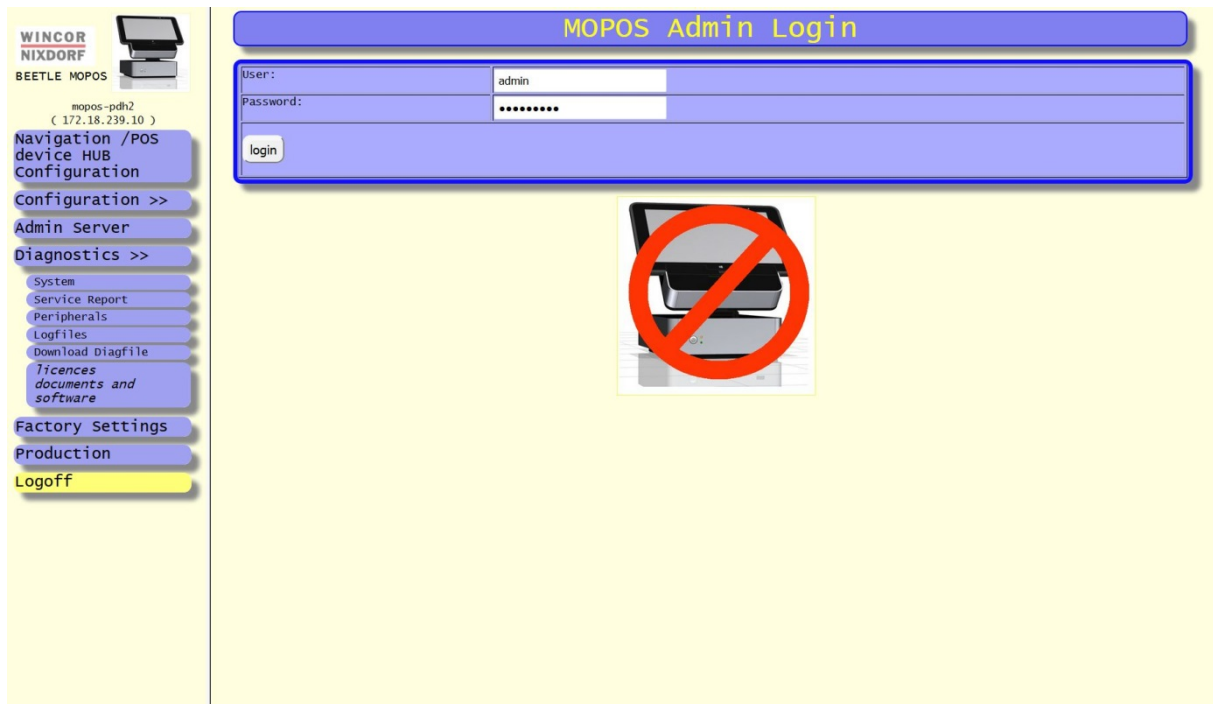 WINCOR
NIXDORF
BEETLE MOPOS
mopos-pdh2
( 172.18.239.10 )
Navigation /POS
device HUB
Configuration
Configuration >>
Admin Server
Diagnostics >>
System
Service Report
Peripherals
Logfiles
Download Diagfile
licences
documents and
software
Factory Settings
Production
Logoff
MOPOS Admin Login
User:
admin
Password:
•••••••••
login